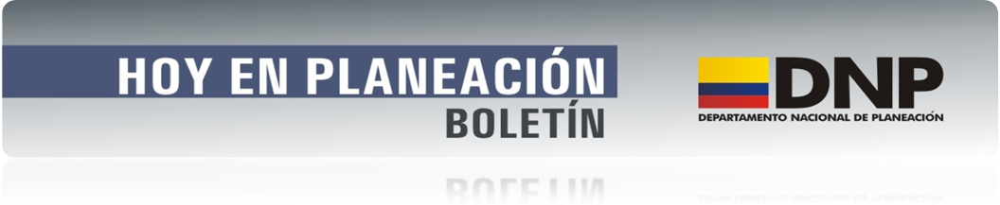 HOY EN PLANEACIÓN
BOLETÍN
DNP
DEPARTAMENTO NACIONAL DE PLANEACIÓN